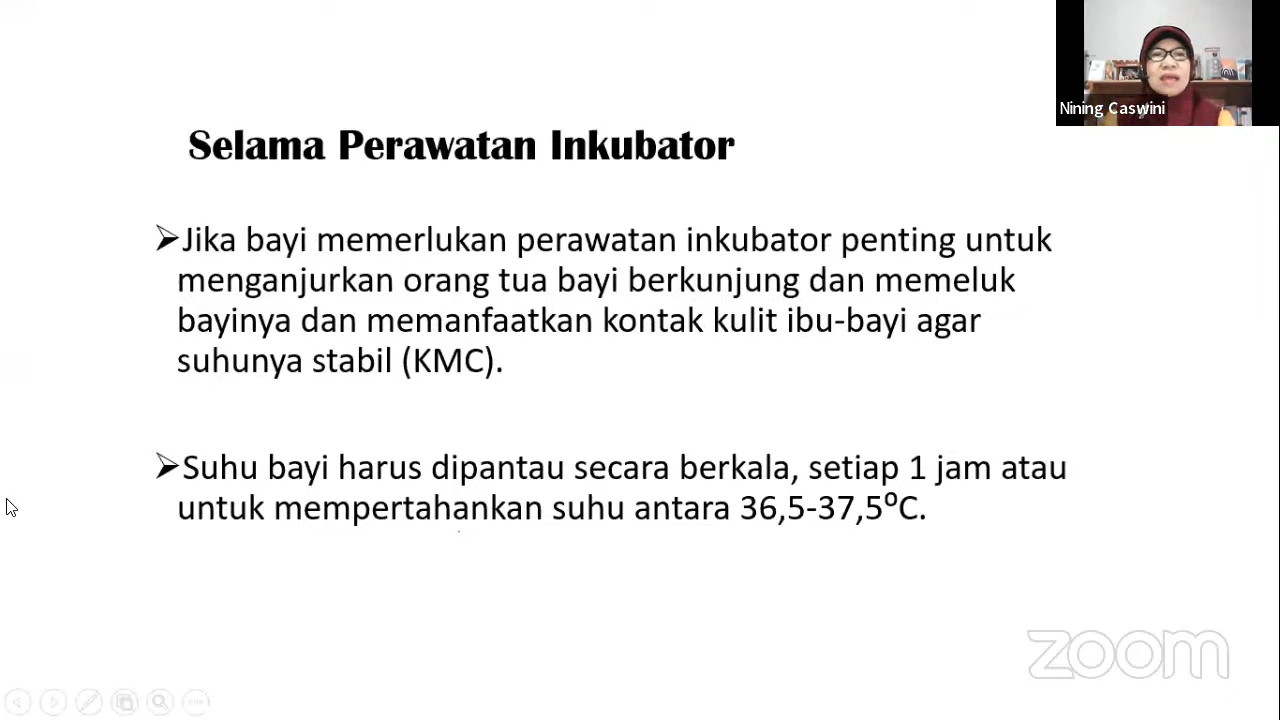 Nining Caswini
Selama Perawatan Inkubator
➢Jika bayi memerlukan perawatan inkubator penting untuk
menganjurkan orang tua bayi berkunjung dan memeluk
bayinya dan memanfaatkan kontak kulit ibu-bayi agar
suhunya stabil (KMC).
➢Suhu bayi harus dipantau secara berkala, setiap 1 jam atau
untuk mempertahankan suhu antara 36,5-37,5⁰C.
zoom